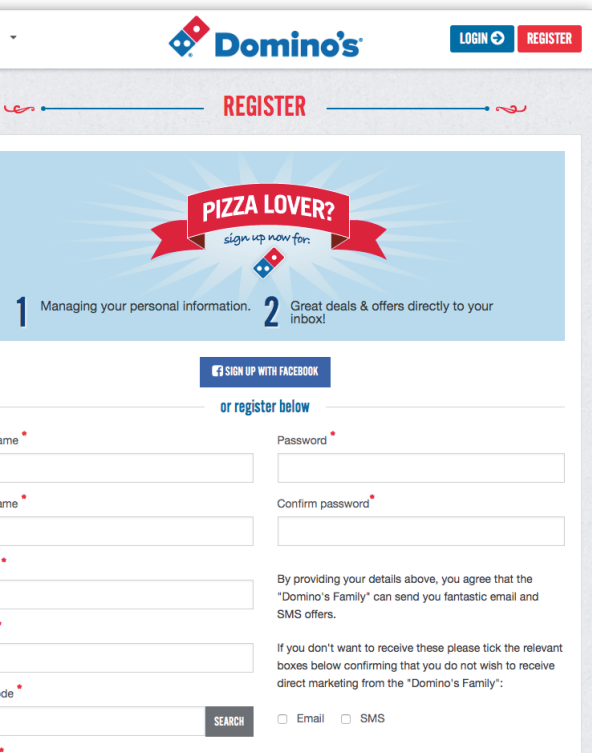 Domino's
LOGIN
REGISTER
REGISTER
PIZZA LOVER?
sign up now for:
1 Managing your personal information.
2 Great deals & offers directly to your
inbox!
SIGN UP WITH FACEBOOK
or register below
ame *
Password *
ame *
Confirm password*
*
*
By providing your details above, you agree that the
"Domino's Family" can send you fantastic email and
SMS offers.
If you don't want to receive these please tick the relevant
boxes below confirming that you do not wish to receive
direct marketing from the "Domino's Family":
ode *
SEARCH
Email
SMS
*